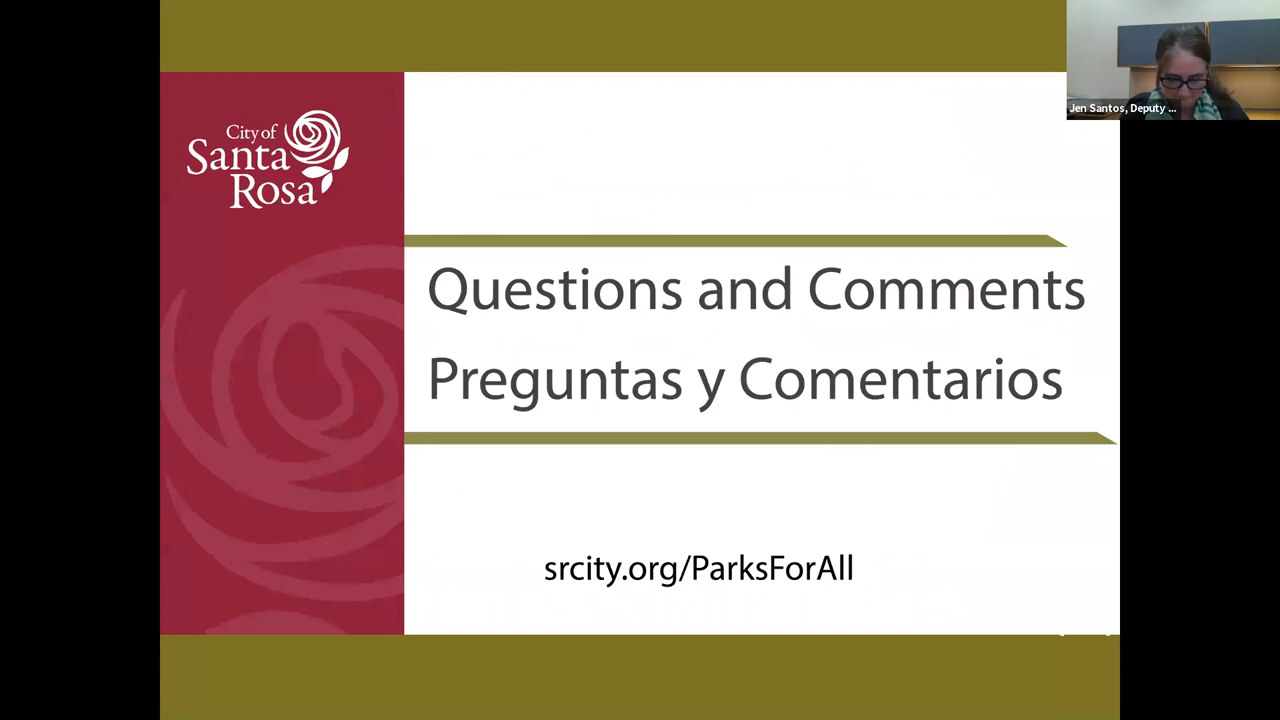 City of
Santa
Rosa
Jen Santos, Deputy ...
Questions and Comments
Preguntas y Comentarios
srcity.org/ParksForAll